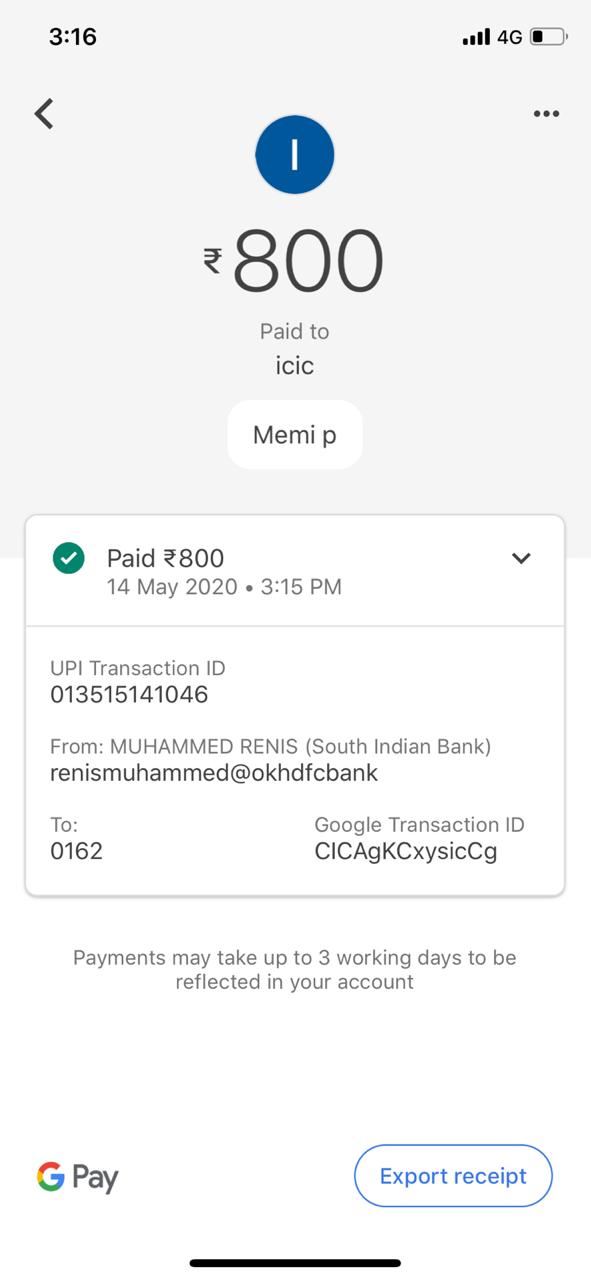 3:16 4G
I
₹800
Paid to
icic
Memi p
Paid ₹800
14 May 2020 • 3:15 PM
UPI Transaction ID
013515141046
From: MUHAMMED RENIS (South Indian Bank)
renismuhammed@okhdfcbank
To:
0162
Google Transaction ID
CICAgKCxysicCg
Payments may take up to 3 working days to be
reflected in your account
G Pay
Export receipt